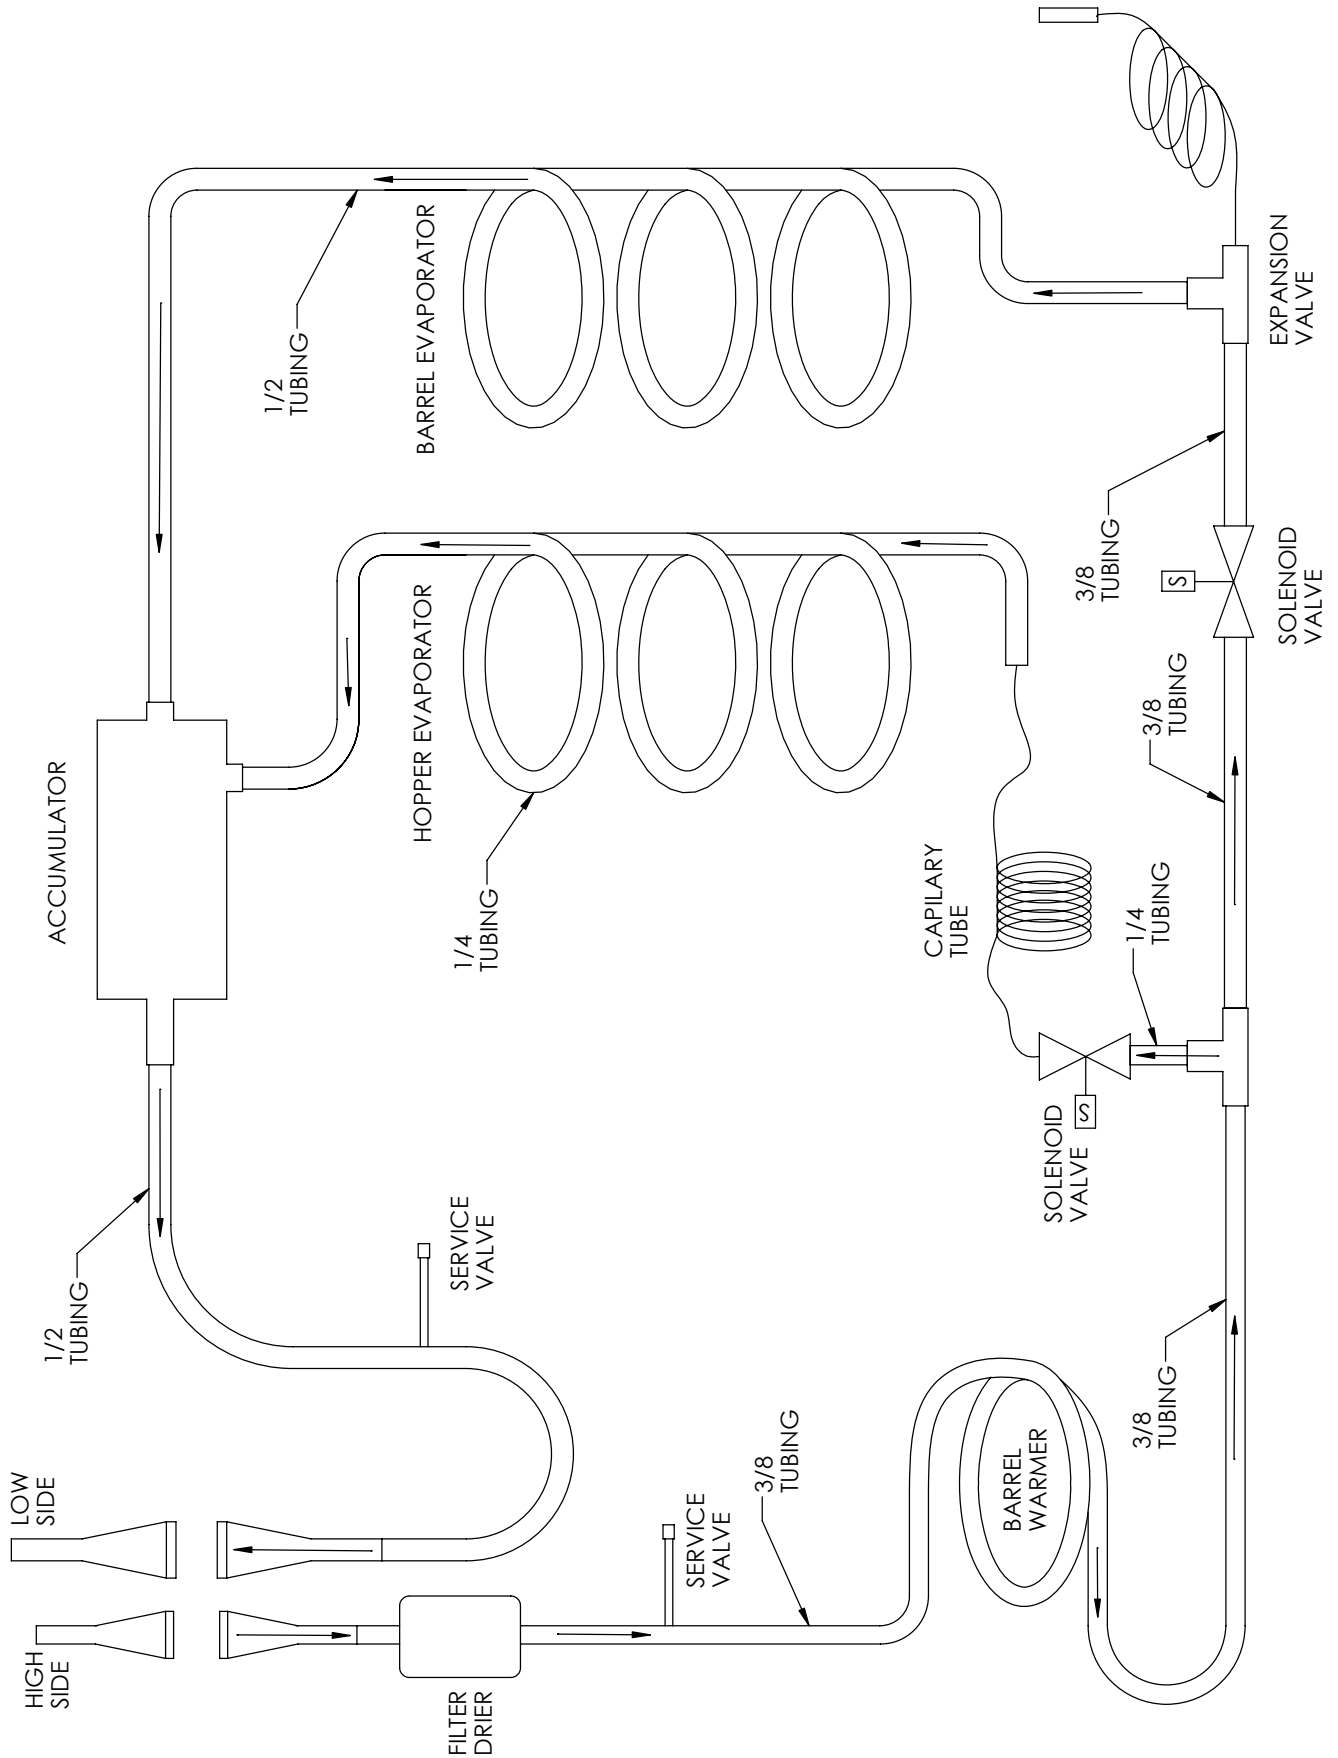 HIGH
SIDE
LOW
SIDE
FILTER
DRIER
1/2
TUBING
SERVICE
VALVE
SERVICE
VALVE
3/8
TUBING
BARREL
WARMER
3/8
TUBING
ACCUMULATOR
1/4
TUBING
HOPPER EVAPORATOR
CAPILARY
TUBE
SOLENOID
VALVE
S
1/4
TUBING
3/8
TUBING
1/2
TUBING
BARREL EVAPORATOR
3/8
TUBING
S
SOLENOID
VALVE
EXPANSION
VALVE